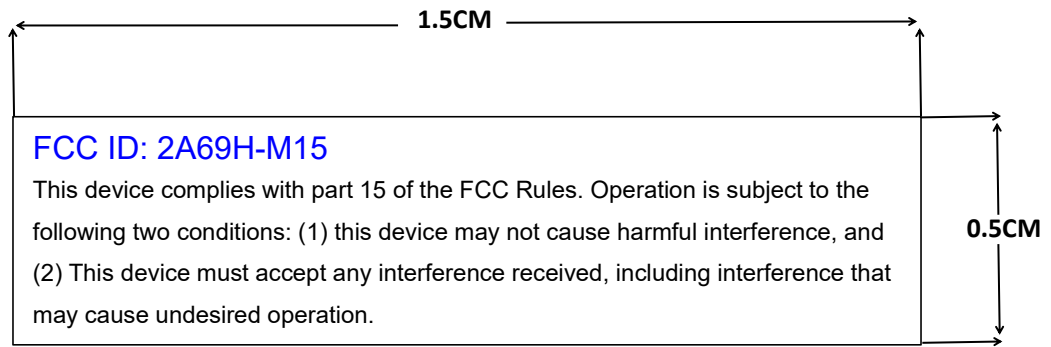 1.5CM
FCC ID: 2A69H-M15
This device complies with part 15 of the FCC Rules. Operation is subject to the
following two conditions: (1) this device may not cause harmful interference, and
(2) This device must accept any interference received, including interference that
may cause undesired operation.
0.5CM